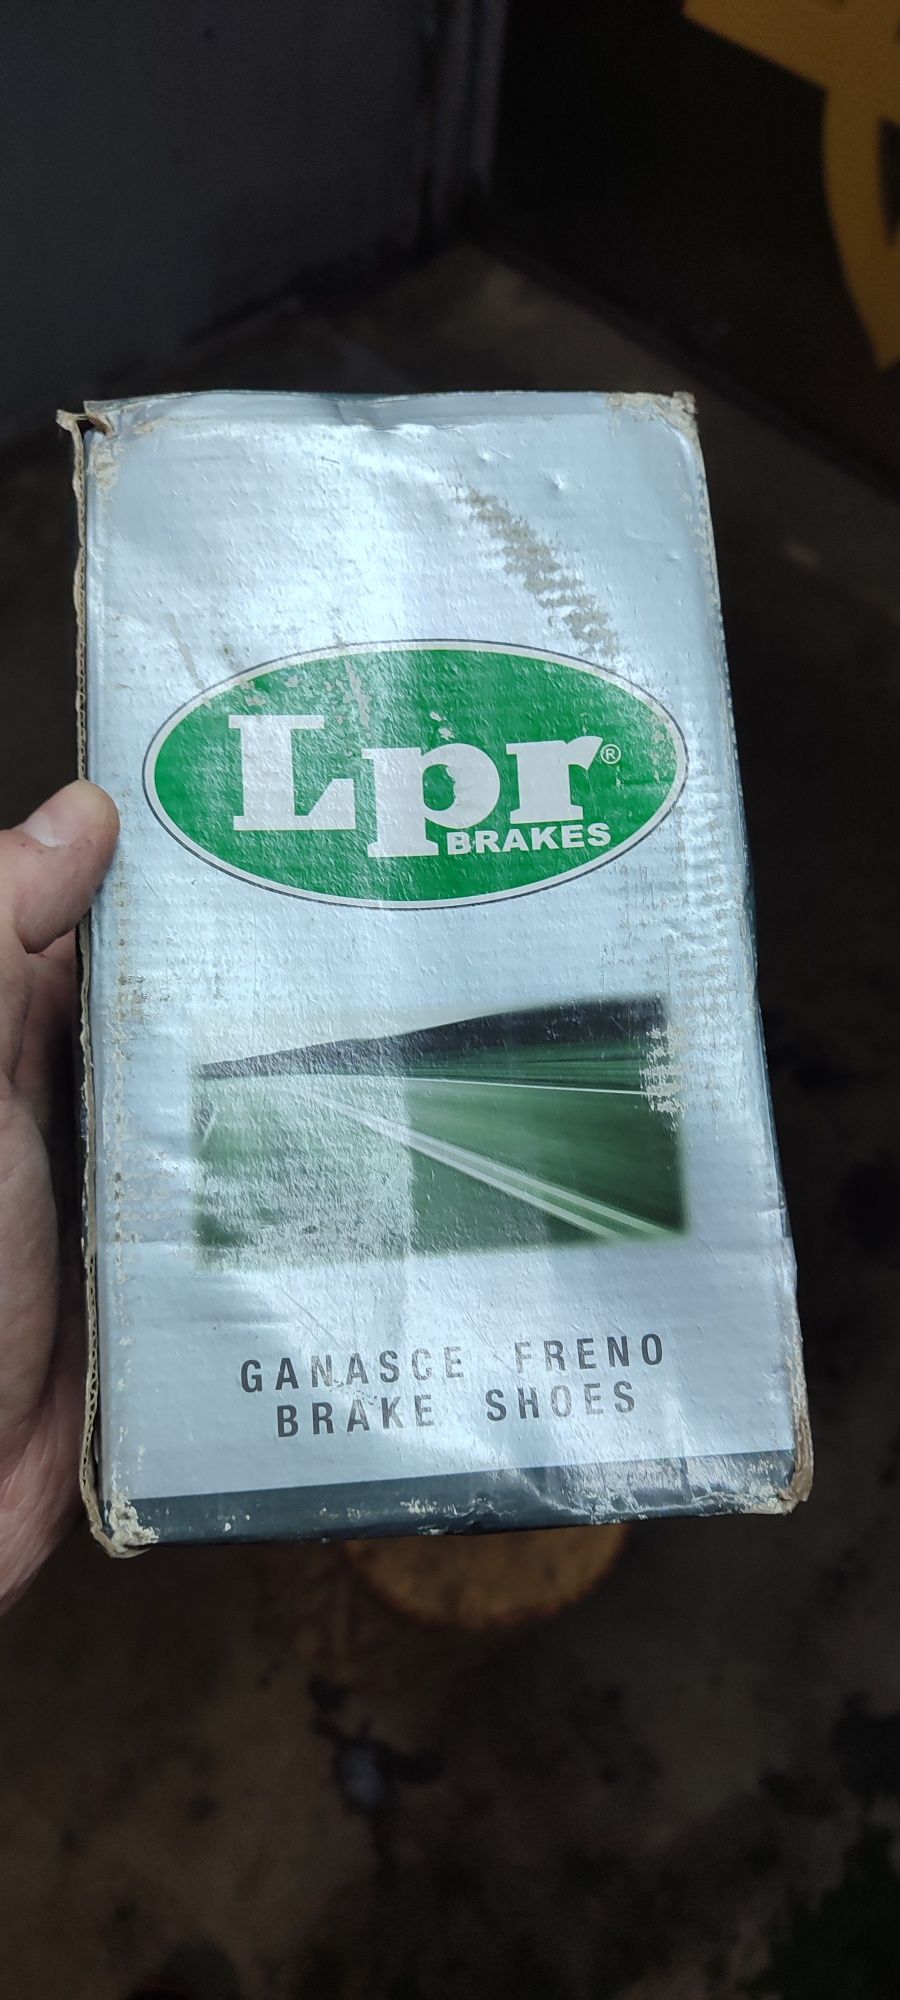 Lpr®
BRAKES
GANASCE FRENO
BRAKE SHOES